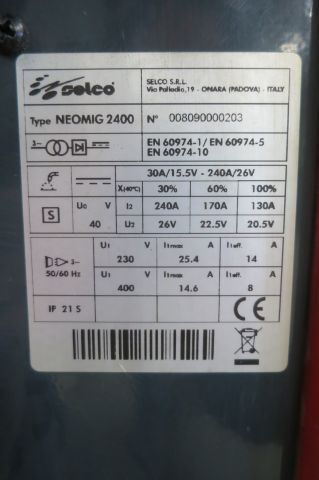 selco
SELCO S.R.L.
Via Palladio,19 - ONARA (PADOVA) - ITALY
Type NEOMIG 2400 N° 008090000203
3~ EN 60974-1/ EN 60974-5
EN 60974-10
30A/15.5V - 240A/26V
X(40°C) 30% 60% 100%
S U0 V I2 240A 170A 130A
40 U2 26V 22.5V 20.5V
3~ U1 V I1max A I1eff. A
50/60 Hz 230 25.4 14
U1 V I1max A I1eff. A
400 14.6 8
IP 21 S
CE